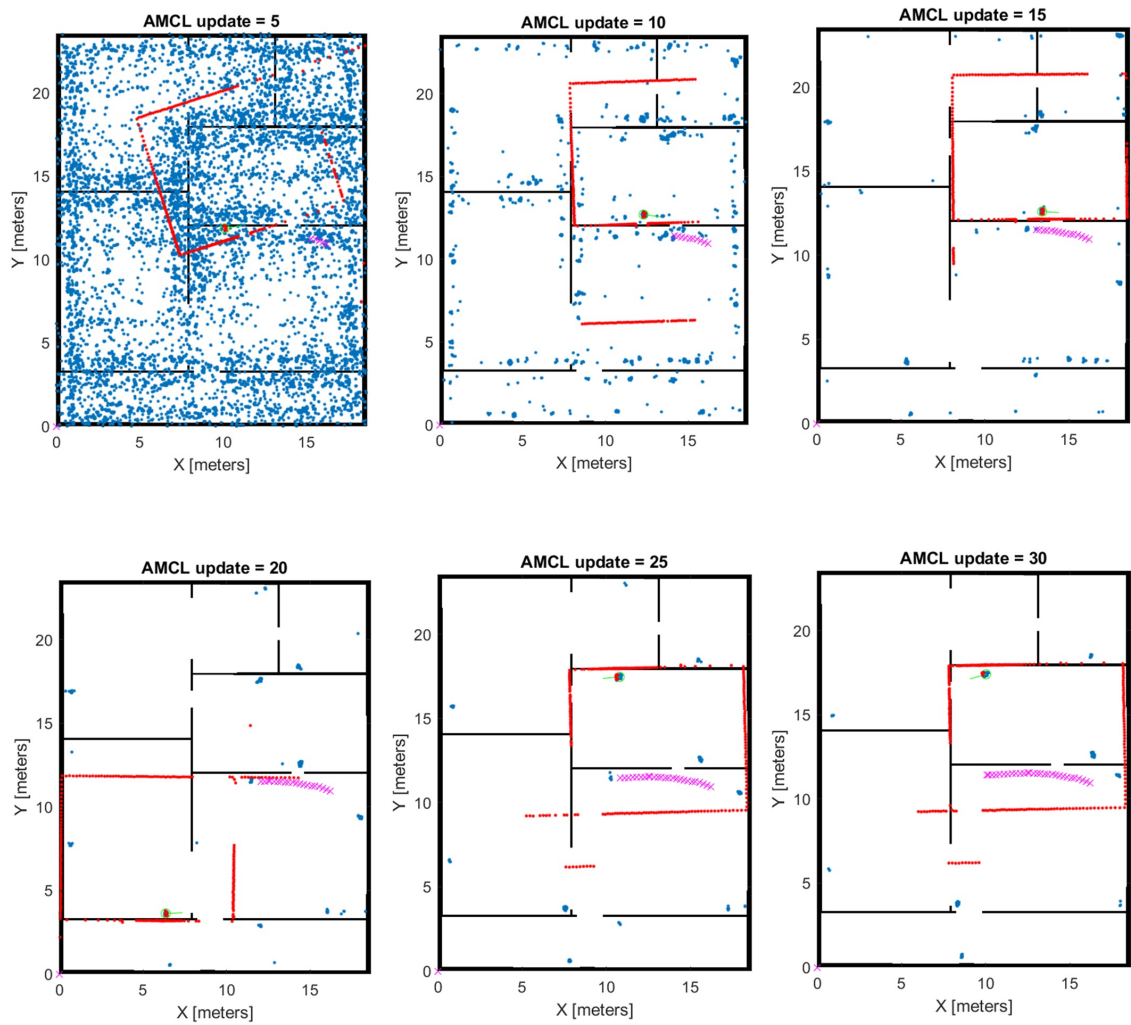 AMCL update = 5
AMCL update = 10
AMCL update = 15
20
15
10
5
0
Y [meters]
0 5 10 15
X [meters]
20
15
10
5
0
Y [meters]
0 5 10 15
X [meters]
20
15
10
5
0
Y [meters]
0 5 10 15
X [meters]
AMCL update = 20
AMCL update = 25
AMCL update = 30
20
15
10
5
0
Y [meters]
0 5 10 15
X [meters]
20
15
10
5
0
Y [meters]
0 5 10 15
X [meters]
20
15
10
5
0
Y [meters]
0 5 10 15
X [meters]